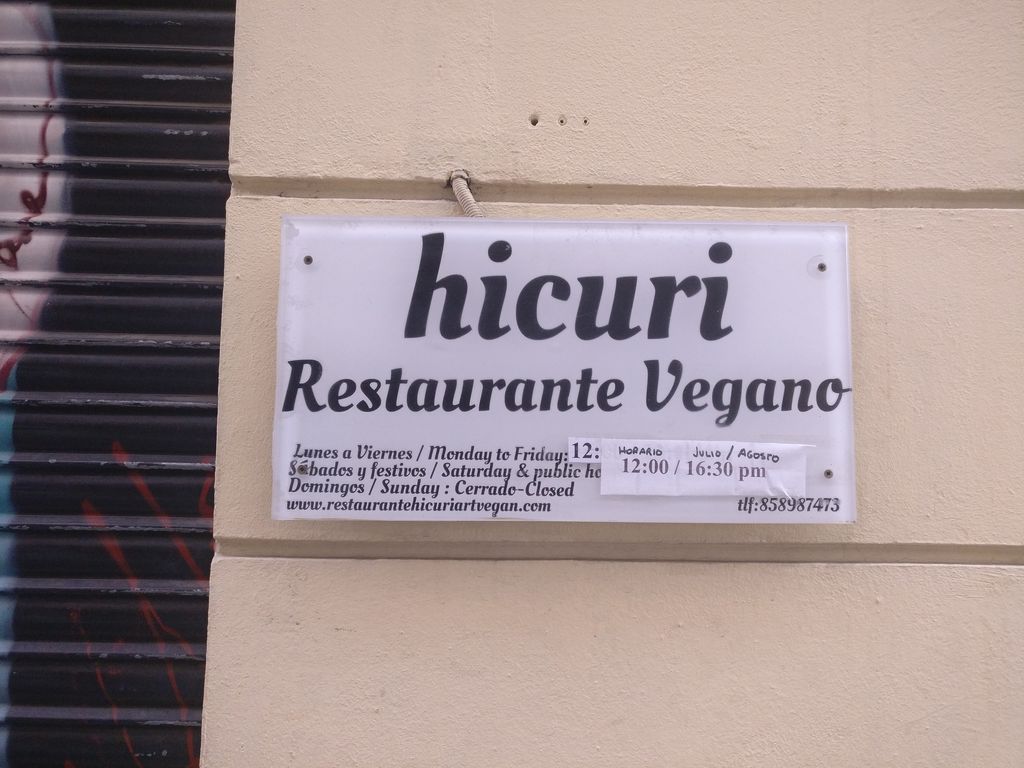 hicuri
Restaurante Vegano
Lunes a Viernes / Monday to Friday: 12:
HORARIO JULIO / AGOSTO
Sábados y festivos / Saturday & public ho
12:00 / 16:30 pm
Domingos / Sunday : Cerrado-Closed
www.restaurantehicuriartvegan.com
tlf:858987473